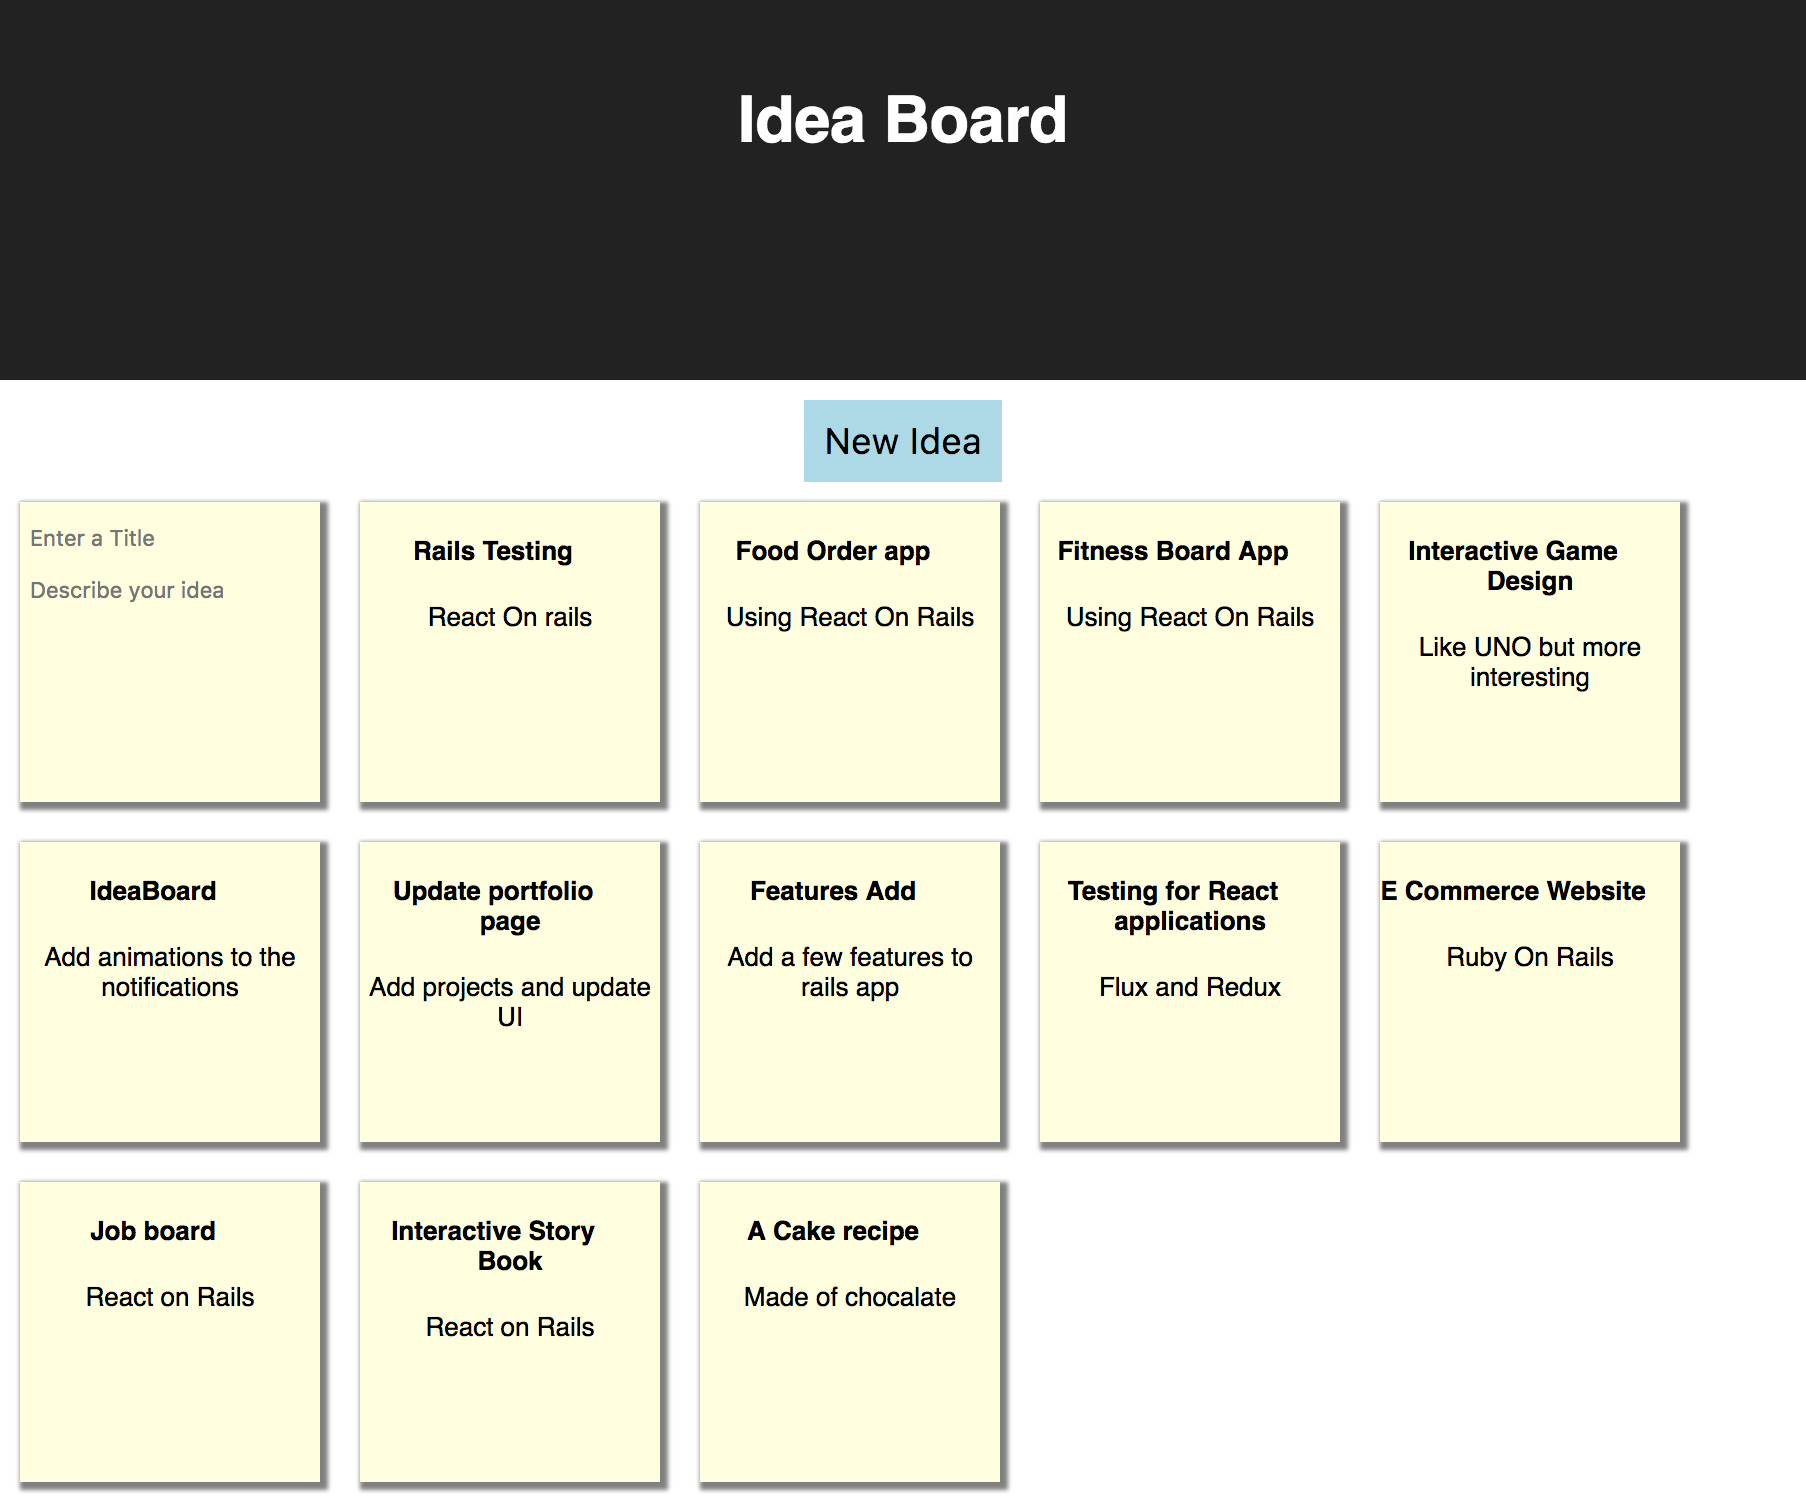 Idea Board
New Idea
Enter a Title
Describe your idea
Rails Testing
React On rails
Food Order app
Using React On Rails
Fitness Board App
Using React On Rails
Interactive Game
Design
Like UNO but more
interesting
IdeaBoard
Add animations to the
notifications
Update portfolio
page
Add projects and update
UI
Features Add
Add a few features to
rails app
Testing for React
applications
Flux and Redux
E Commerce Website
Ruby On Rails
Job board
React on Rails
Interactive Story
Book
React on Rails
A Cake recipe
Made of chocalate